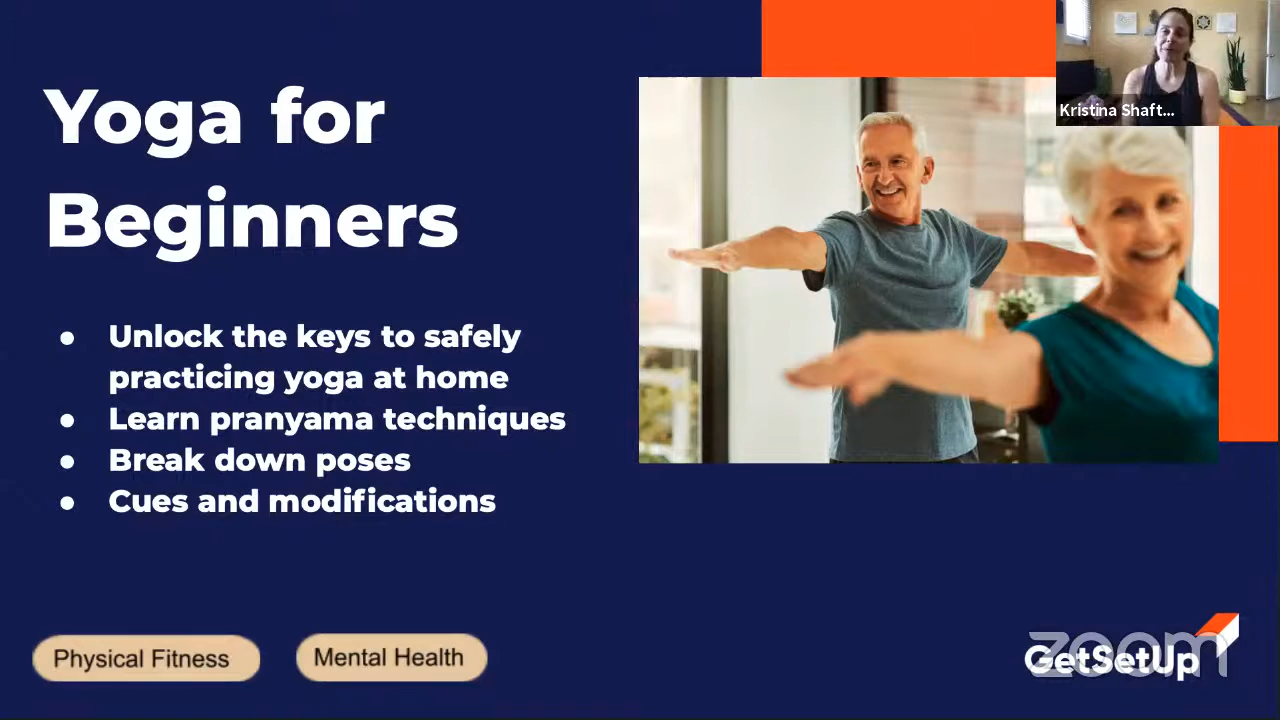 Yoga for
Beginners
● Unlock the keys to safely
practicing yoga at home
● Learn pranyama techniques
● Break down poses
● Cues and modifications
Physical Fitness
Mental Health
Kristina Shaft...
GetSetUp
zoom